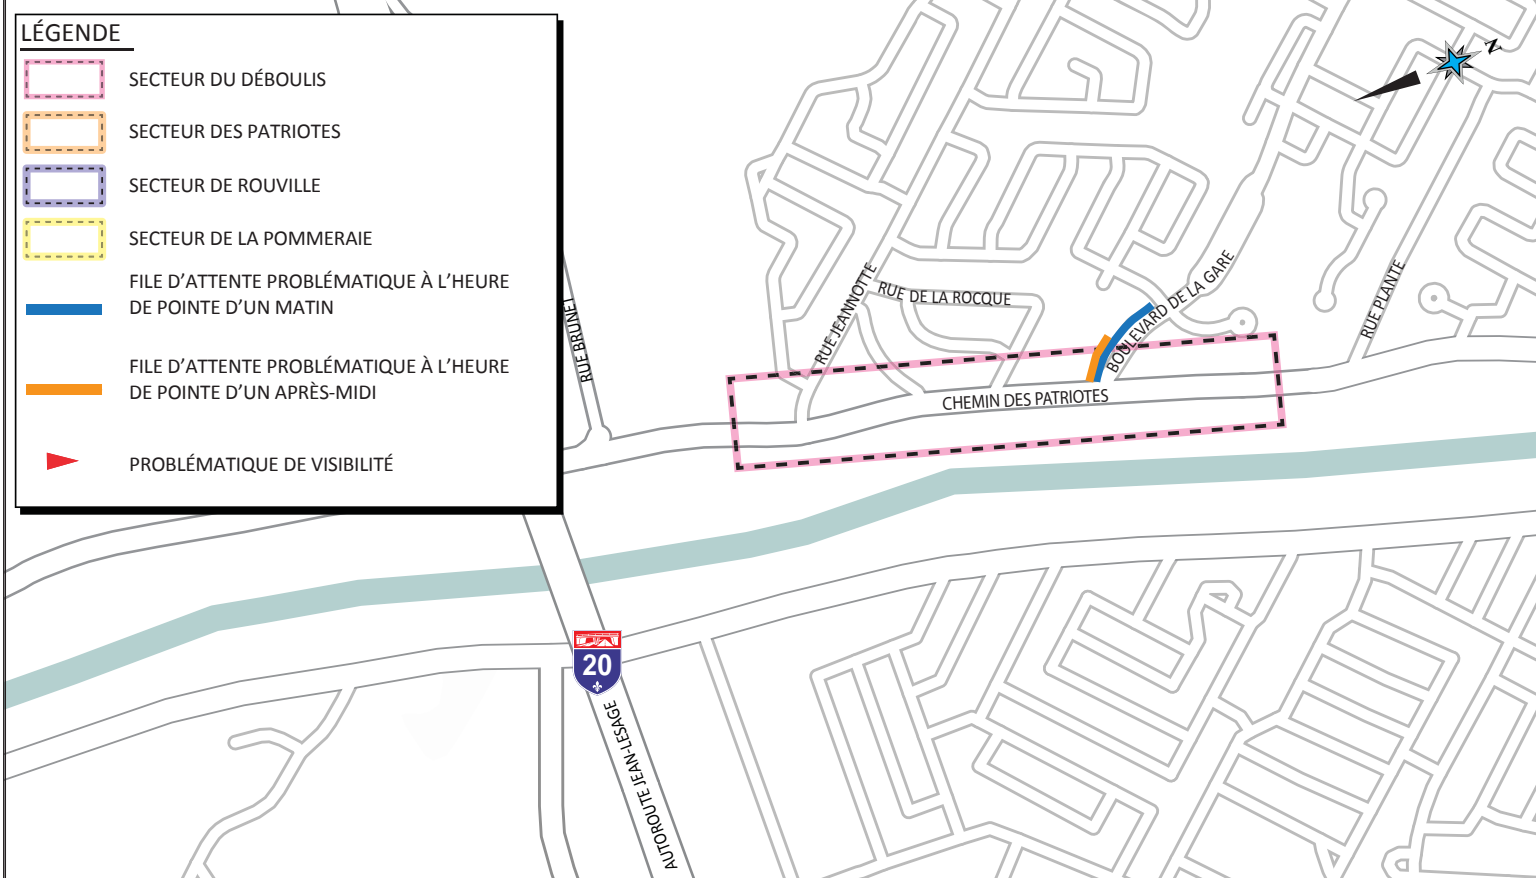 LÉGENDE
SECTEUR DU DÉBOULIS
SECTEUR DES PATRIOTES
SECTEUR DE ROUVILLE
SECTEUR DE LA POMMERAIE
FILE D'ATTENTE PROBLÉMATIQUE À L'HEURE
DE POINTE D'UN MATIN
FILE D'ATTENTE PROBLÉMATIQUE À L'HEURE
DE POINTE D'UN APRÈS-MIDI
PROBLÉMATIQUE DE VISIBILITÉ
N
RUE BRUNET
RUE JEANNOTTE
RUE DE LA ROCQUE
BOULEVARD DE LA GARE
RUE PLANTE
CHEMIN DES PATRIOTES
20
AUTOROUTE JEAN-LESAGE